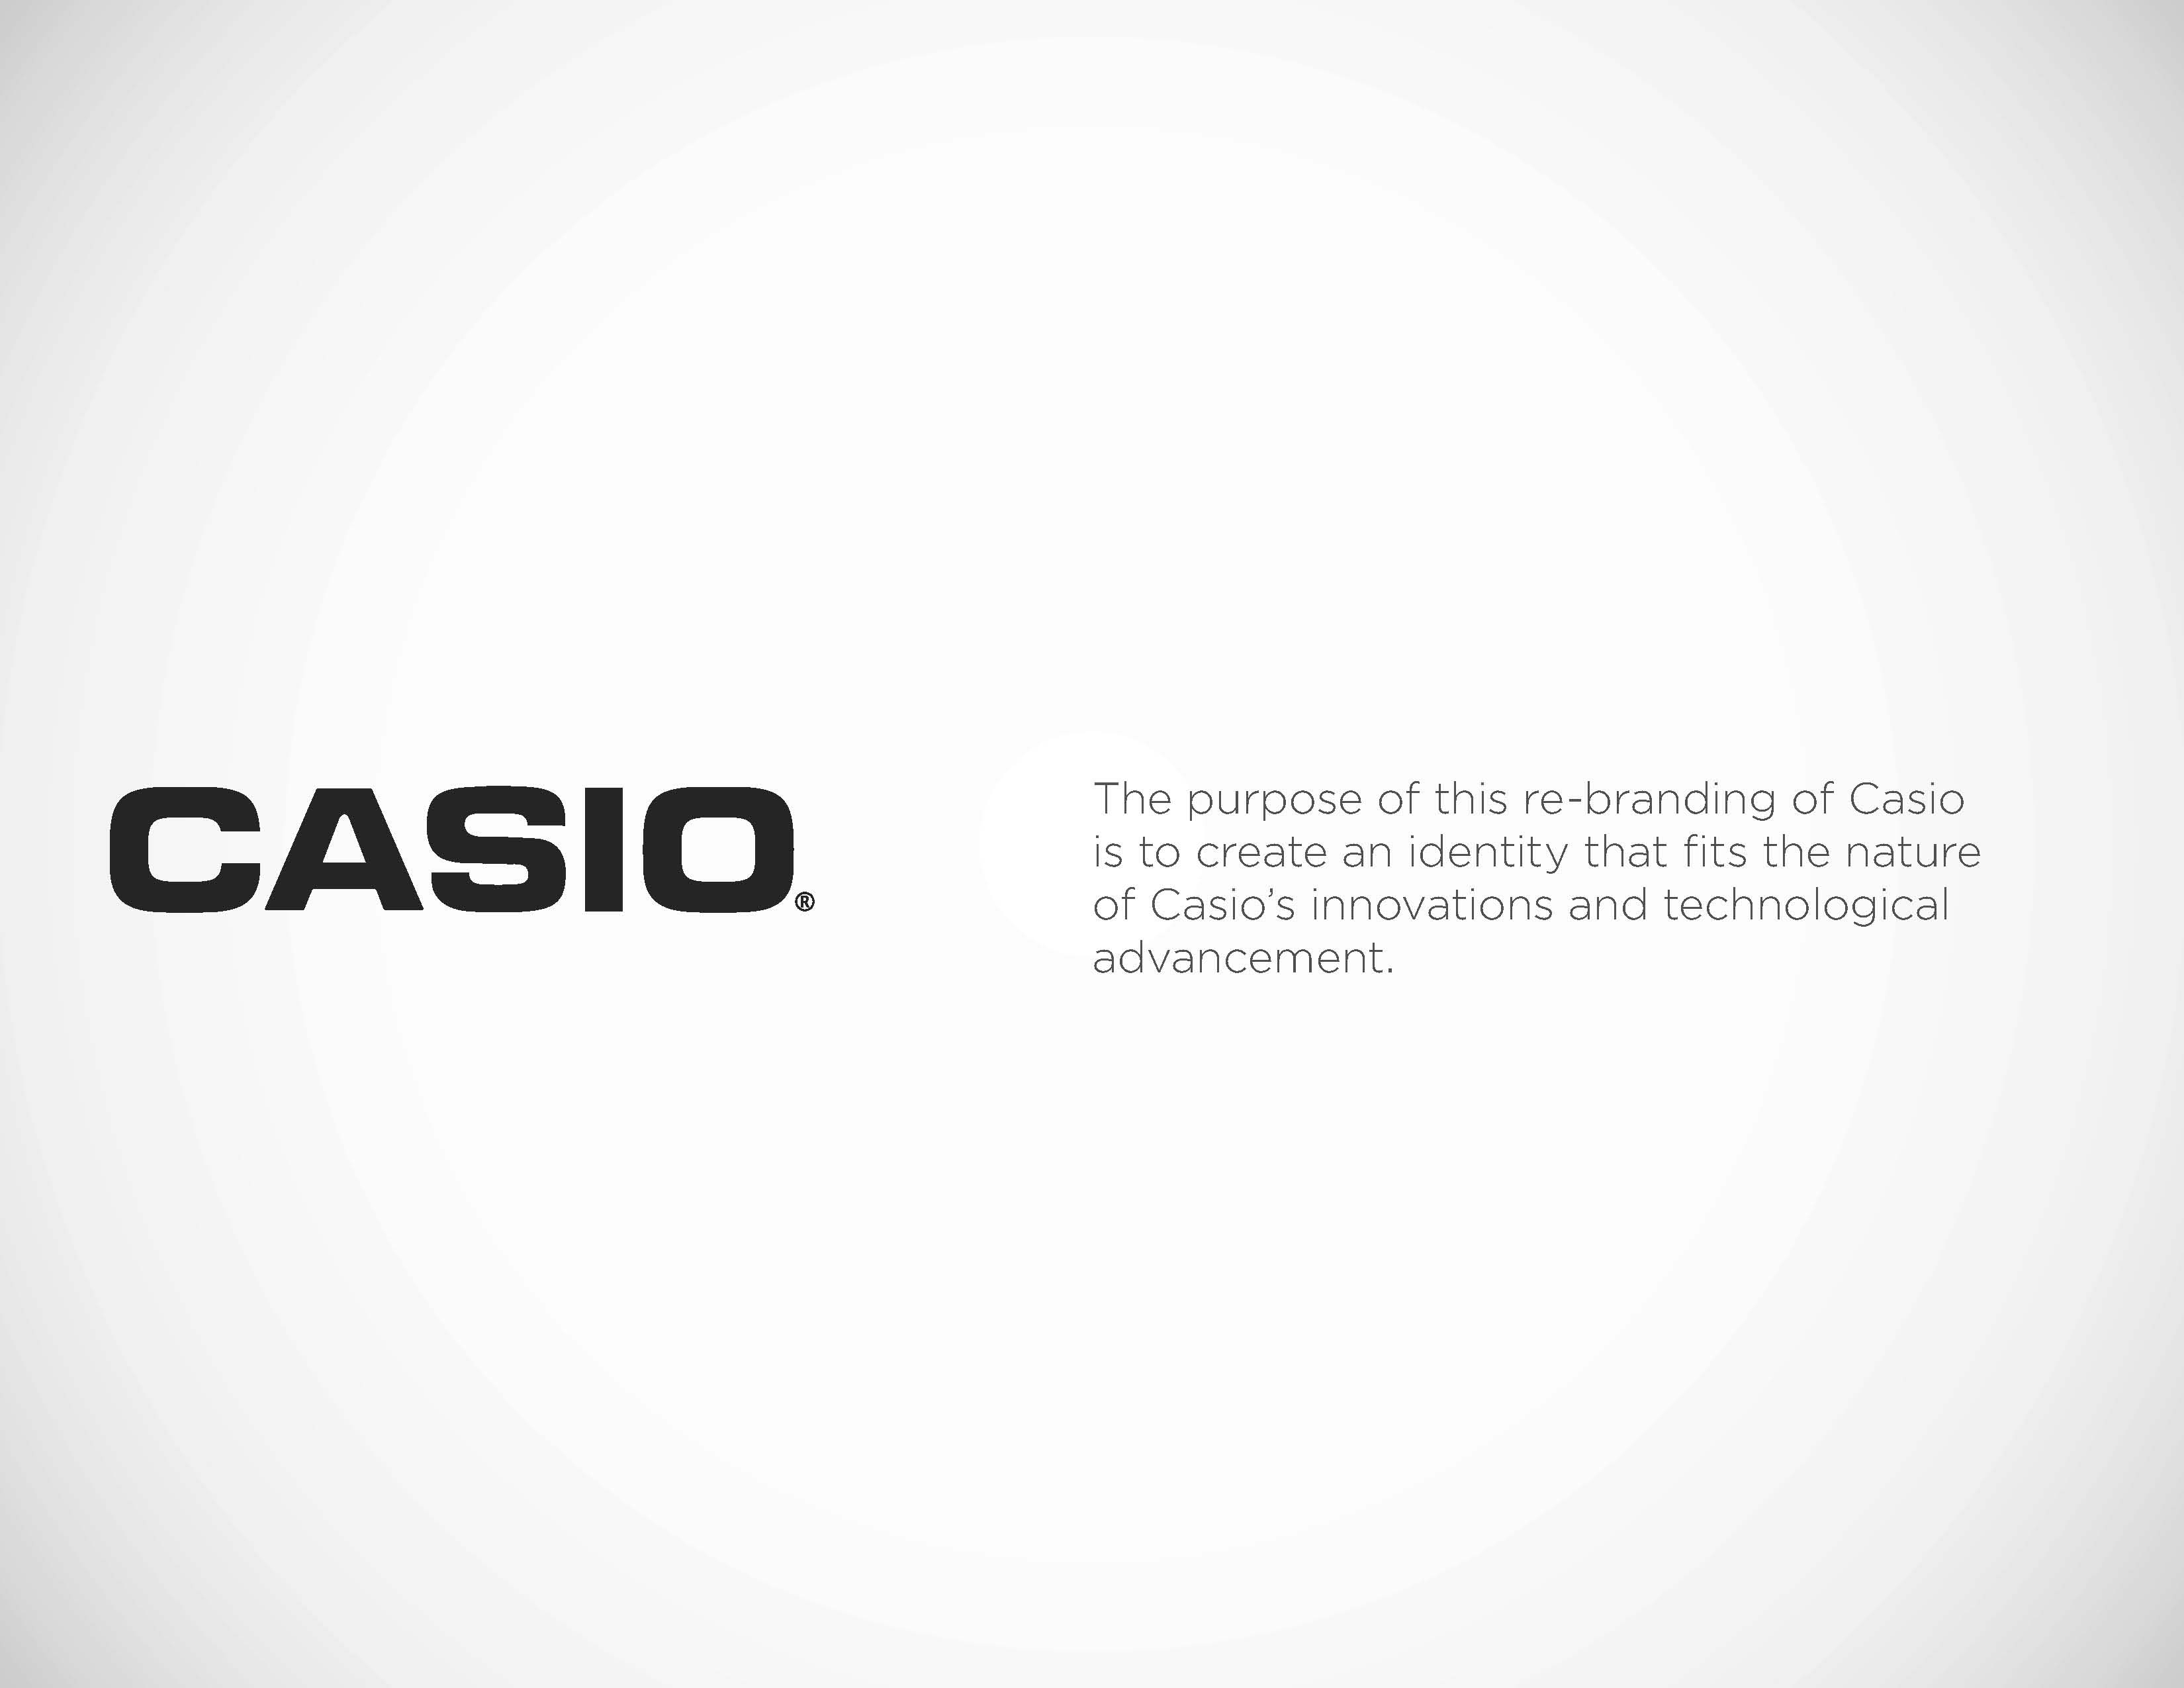 CASIO®
The purpose of this re-branding of Casio
is to create an identity that fits the nature
of Casio’s innovations and technological
advancement.